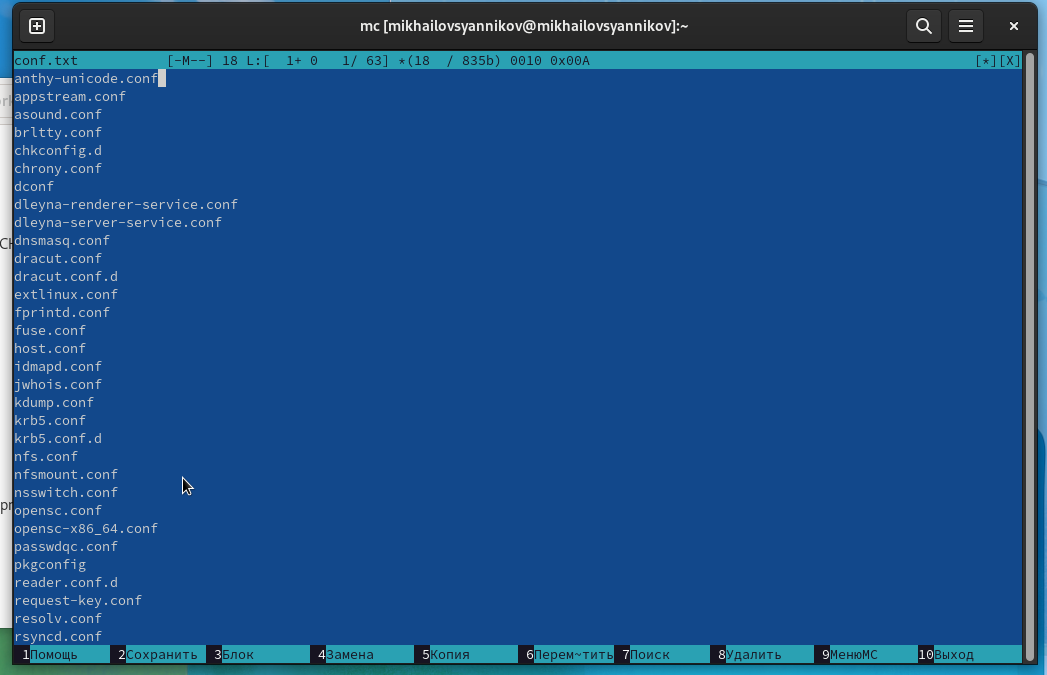 mc [mikhailovsyannikov@mikhailovsyannikov]:~
conf.txt [-M--] 18 L:[ 1+ 0 1/ 63] *(18 / 835b) 0010 0x00A [*][X]
anthy-unicode.conf
appstream.conf
asound.conf
brltty.conf
chkconfig.d
chrony.conf
dconf
dleyna-renderer-service.conf
dleyna-server-service.conf
dnsmasq.conf
dracut.conf
dracut.conf.d
extlinux.conf
fprintd.conf
fuse.conf
host.conf
idmapd.conf
jwhois.conf
kdump.conf
krb5.conf
krb5.conf.d
nfs.conf
nfsmount.conf
nsswitch.conf
opensc.conf
opensc-x86_64.conf
passwdqc.conf
pkgconfig
reader.conf.d
request-key.conf
resolv.conf
rsyncd.conf
1Помощь 2Сохранить 3Блок 4Замена 5Копия 6Перем~тить 7Поиск 8Удалить 9МенюMC 10Выход